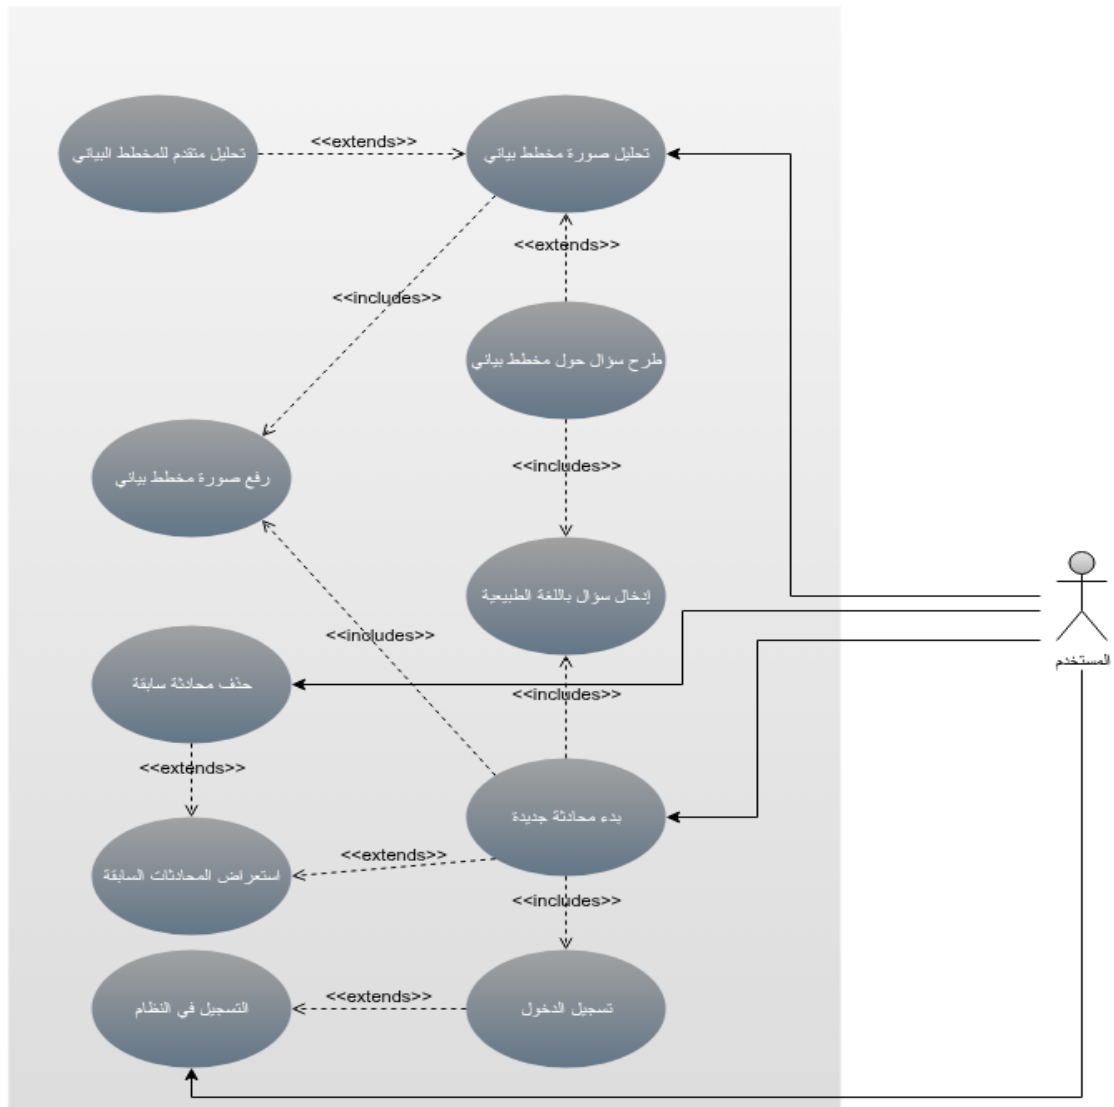 <<extends>>
تحليل متقدم للمخطط البياني
تحليل صورة مخطط بياني
<<extends>>
<<includes>>
طرح سؤال حول مخطط بياني
<<includes>>
رفع صورة مخطط بياني
إدخال سؤال باللغة الطبيعية
<<includes>>
المستخدم
حذف محادثة سابقة
<<includes>>
<<extends>>
بدء محادثة جديدة
<<extends>>
استعراض المحادثات السابقة
<<includes>>
<<extends>>
تسجيل الدخول
التسجيل في النظام